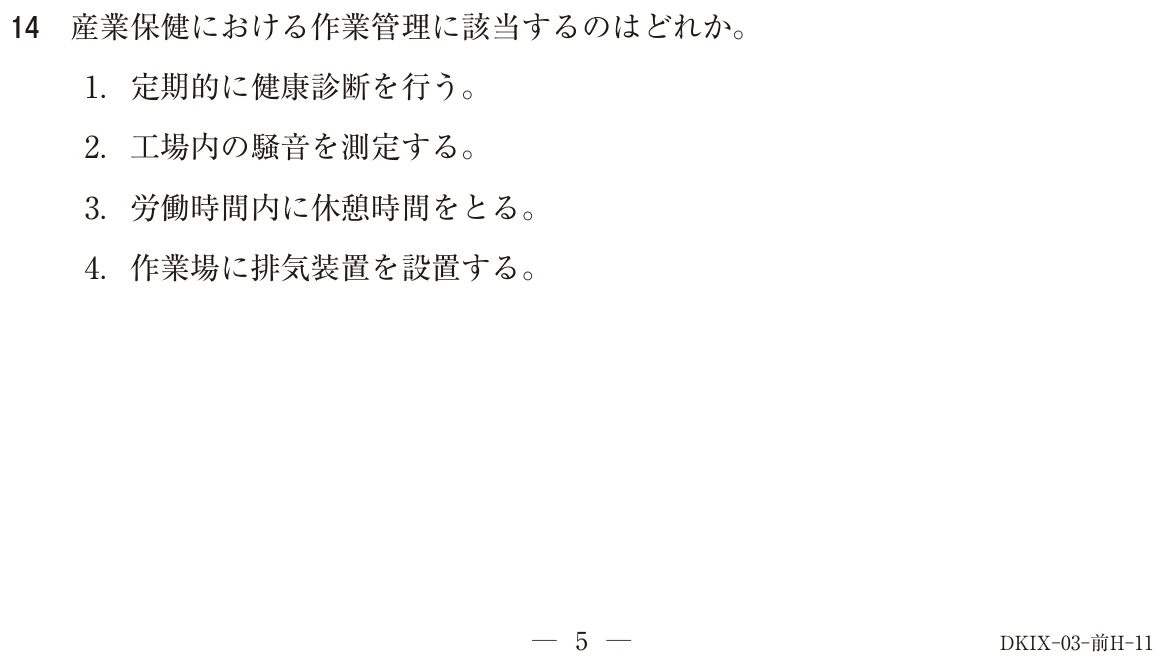 14 産業保健における作業管理に該当するのはどれか。
1. 定期的に健康診断を行う。
2. 工場内の騒音を測定する。
3. 労働時間内に休憩時間をとる。
4. 作業場に排気装置を設置する。
— 5 —
DKIX-03-前H-11